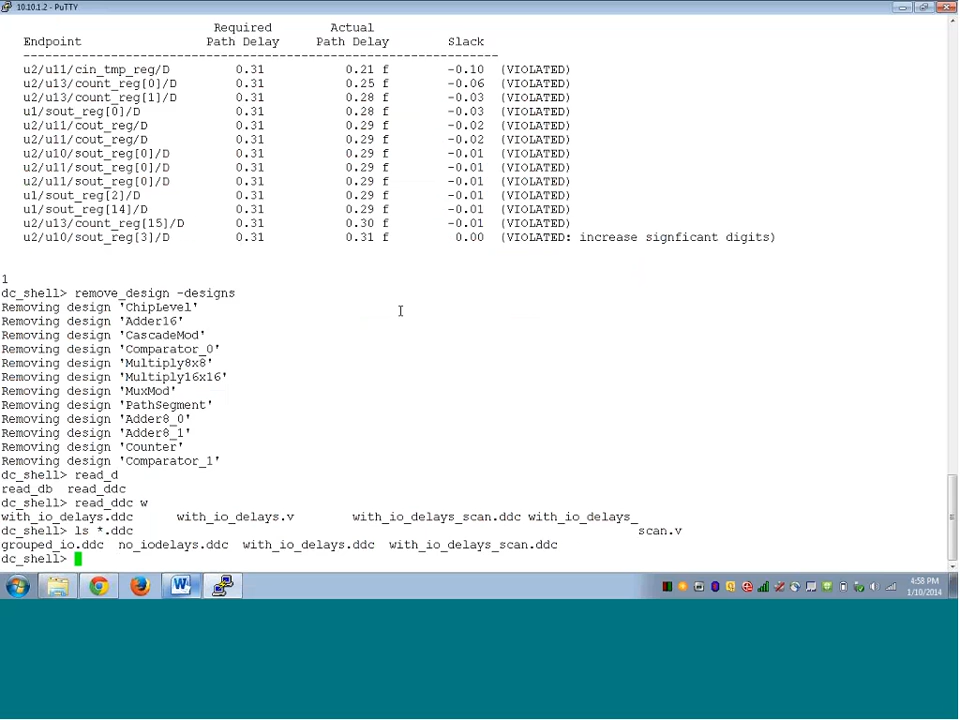 10.10.1.2 - PuTTY
Required Actual
Endpoint Path Delay Path Delay Slack
--------------------------------------------------------------------
u2/u11/cin_tmp_reg/D 0.31 0.21 f -0.10 (VIOLATED)
u2/u13/count_reg[0]/D 0.31 0.25 f -0.06 (VIOLATED)
u2/u13/count_reg[1]/D 0.31 0.28 f -0.03 (VIOLATED)
u1/sout_reg[0]/D 0.31 0.28 f -0.03 (VIOLATED)
u2/u11/cout_reg/D 0.31 0.29 f -0.02 (VIOLATED)
u2/u11/cout_reg/D 0.31 0.29 f -0.02 (VIOLATED)
u2/u10/sout_reg[0]/D 0.31 0.29 f -0.01 (VIOLATED)
u2/u11/sout_reg[0]/D 0.31 0.29 f -0.01 (VIOLATED)
u2/u11/sout_reg[0]/D 0.31 0.29 f -0.01 (VIOLATED)
u1/sout_reg[2]/D 0.31 0.29 f -0.01 (VIOLATED)
u1/sout_reg[14]/D 0.31 0.29 f -0.01 (VIOLATED)
u2/u13/count_reg[15]/D 0.31 0.30 f -0.01 (VIOLATED)
u2/u10/sout_reg[3]/D 0.31 0.31 f 0.00 (VIOLATED: increase signficant digits)
1
dc_shell> remove_design -designs
Removing design 'ChipLevel'
Removing design 'Adder16'
Removing design 'CascadeMod'
Removing design 'Comparator_0'
Removing design 'Multiply8x8'
Removing design 'Multiply16x16'
Removing design 'MuxMod'
Removing design 'PathSegment'
Removing design 'Adder8_0'
Removing design 'Adder8_1'
Removing design 'Counter'
Removing design 'Comparator_1'
dc_shell> read_d
read_db read_ddc
dc_shell> read_ddc w
with_io_delays.ddc with_io_delays.v with_io_delays_scan.ddc with_io_delays_
dc_shell> ls *.ddc scan.v
grouped_io.ddc no_iodelays.ddc with_io_delays.ddc with_io_delays_scan.ddc
dc_shell>
4:58 PM
1/10/2014